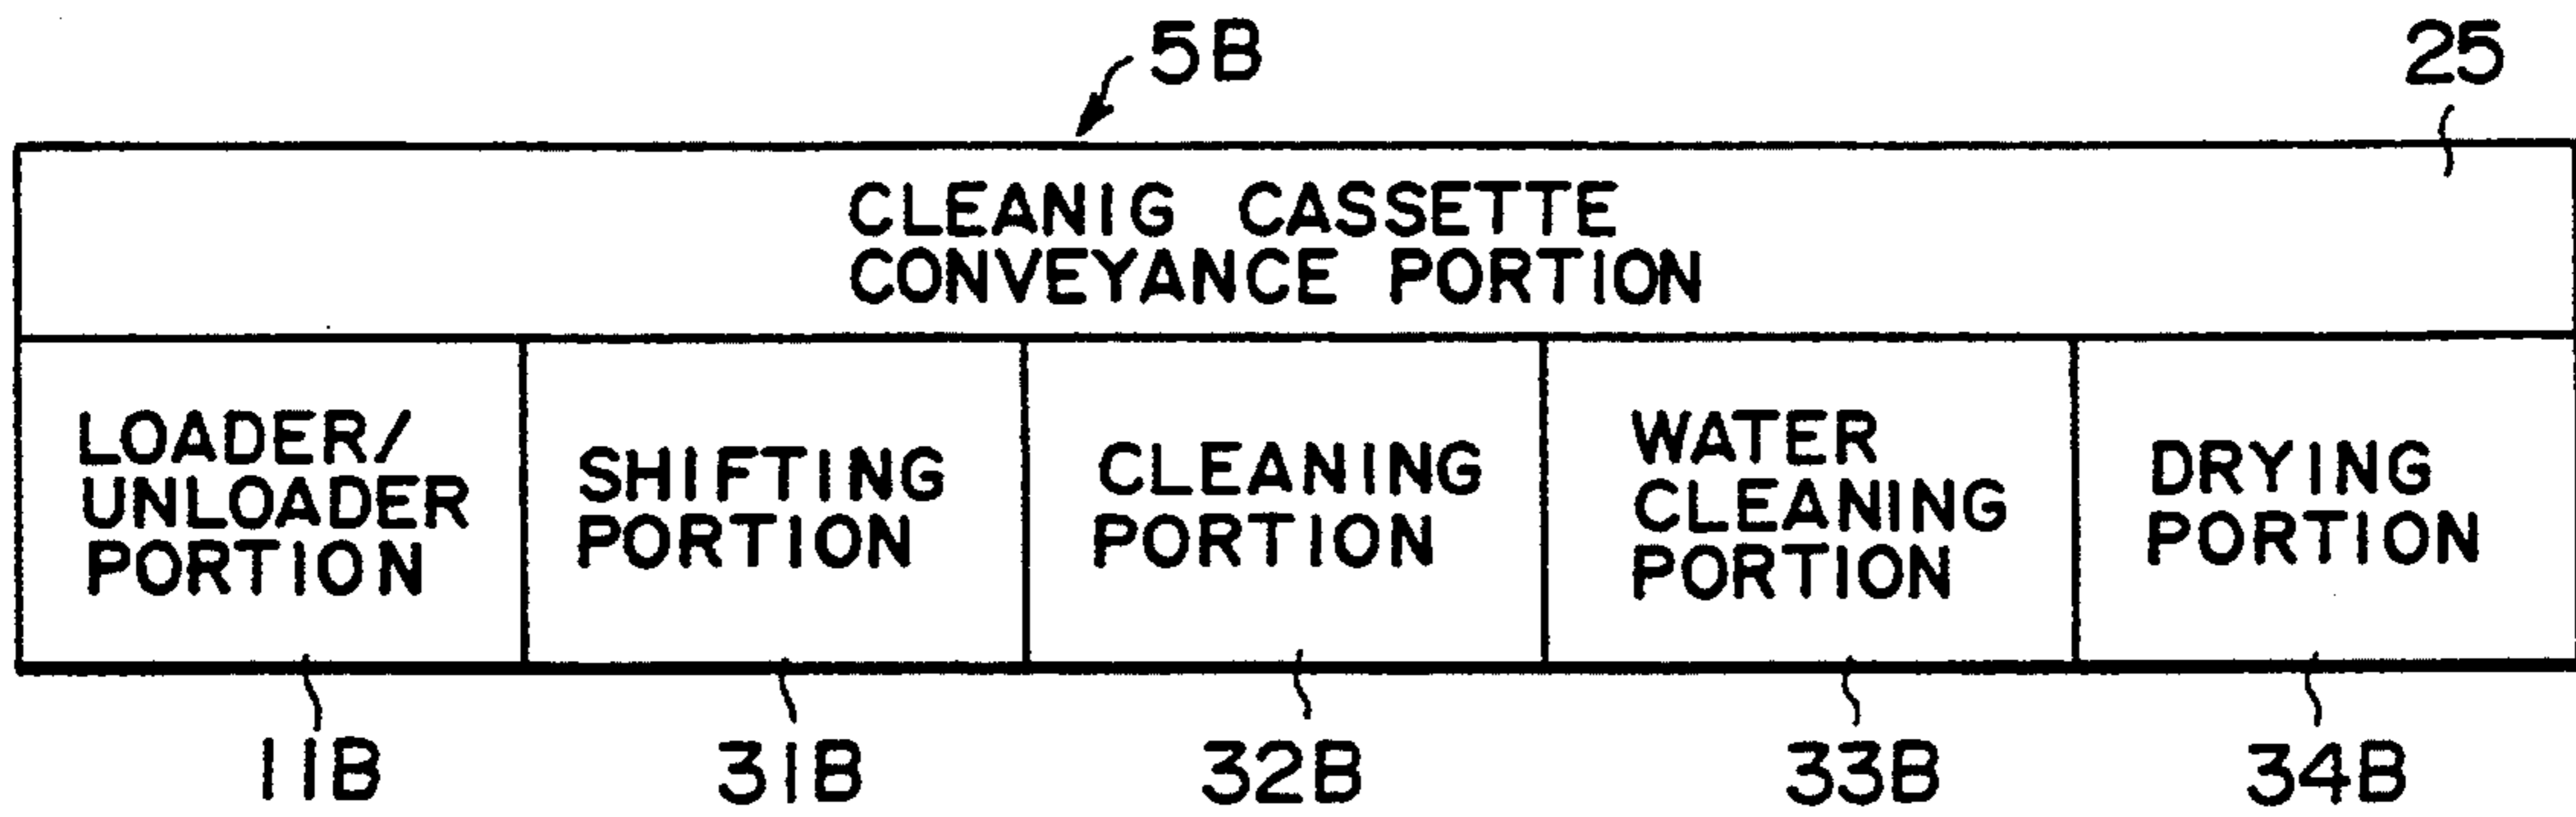 5B
25
CLEANIG CASSETTE
CONVEYANCE PORTION
LOADER/
UNLOADER
PORTION
SHIFTING
PORTION
CLEANING
PORTION
WATER
CLEANING
PORTION
DRYING
PORTION
11B
31B
32B
33B
34B